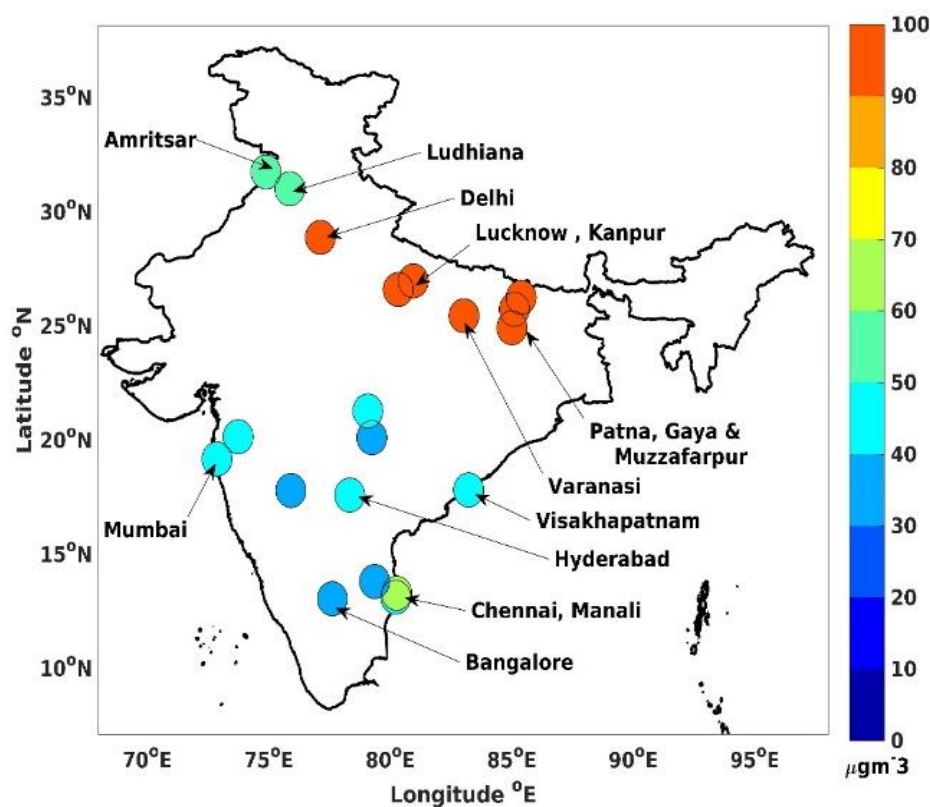 100
90
80
70
60
50
40
30
20
10
0
μgm⁻3
35°N
30°N
25°N
20°N
15°N
10°N
Latitude °N
Amritsar
Ludhiana
Delhi
Lucknow , Kanpur
Patna, Gaya &
Muzzafarpur
Varanasi
Visakhapatnam
Mumbai
Hyderabad
Chennai, Manali
Bangalore
70°E 75°E 80°E 85°E 90°E 95°E
Longitude °E